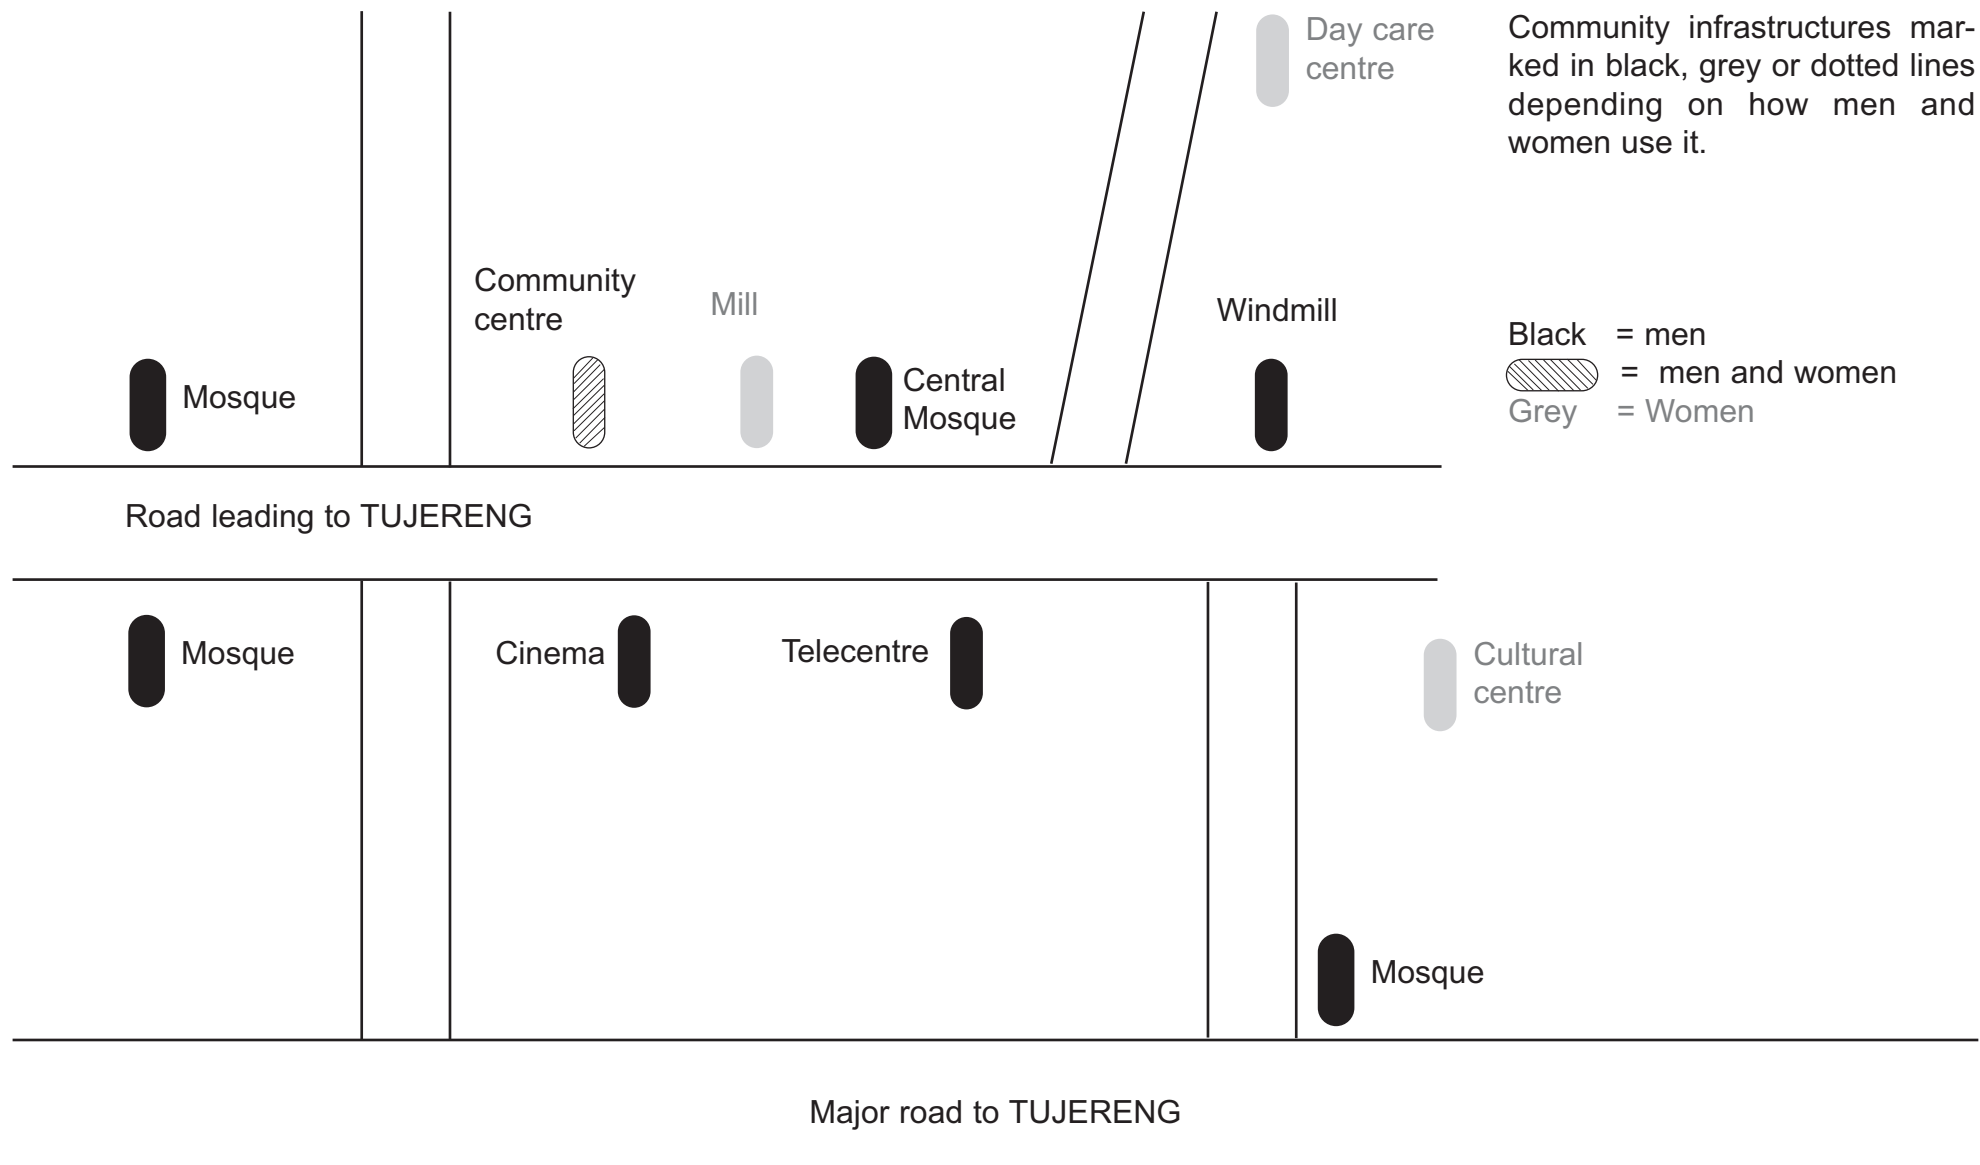 Day care
centre
Community infrastructures mar-
ked in black, grey or dotted lines
depending on how men and
women use it.
Community
centre
Mill
Windmill
Black = men
= men and women
Grey = Women
Mosque
Central
Mosque
Road leading to TUJERENG
Mosque
Cinema
Telecentre
Cultural
centre
Mosque
Major road to TUJERENG